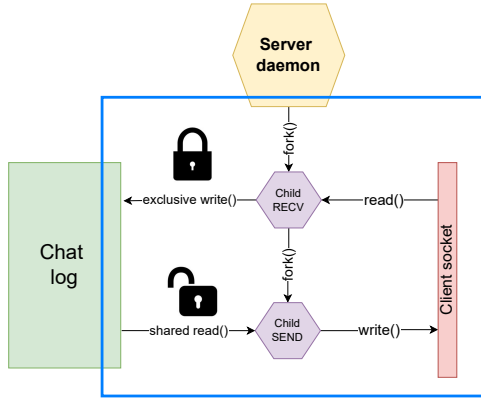 Server
daemon
fork()
Child
RECV
exclusive write()
read()
Chat
log
fork()
Client socket
Child
SEND
shared read()
write()